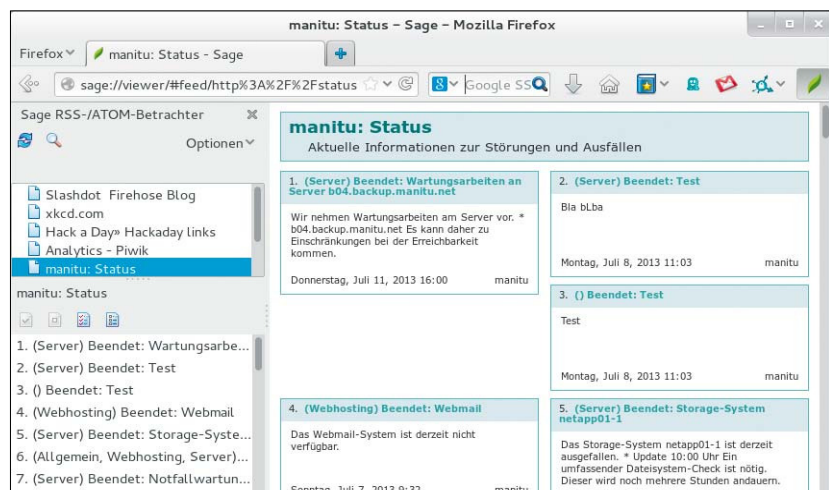 manitu: Status - Sage - Mozilla Firefox
Firefox
manitu: Status - Sage
sage://viewer/#feed/http%3A%2F%2Fstatus
Google SS
Sage RSS-/ATOM-Betrachter
Optionen
Slashdot Firehose Blog
xkcd.com
Hack a Day» Hackaday links
Analytics - Piwik
manitu: Status
manitu: Status
1. (Server) Beendet: Wartungsarbe...
2. (Server) Beendet: Test
3. () Beendet: Test
4. (Webhosting) Beendet: Webmail
5. (Server) Beendet: Storage-Syste...
6. (Allgemein, Webhosting, Server)...
7. (Server) Beendet: Notfallwartun...
manitu: Status
Aktuelle Informationen zur Störungen und Ausfällen
1. (Server) Beendet: Wartungsarbeiten an
Server b04.backup.manitu.net
Wir nehmen Wartungsarbeiten am Server vor. *
b04.backup.manitu.net Es kann daher zu
Einschränkungen bei der Erreichbarkeit
kommen.
Donnerstag, Juli 11, 2013 16:00 manitu
2. (Server) Beendet: Test
Bla bLba
Montag, Juli 8, 2013 11:03 manitu
3. () Beendet: Test
Test
Montag, Juli 8, 2013 11:03 manitu
4. (Webhosting) Beendet: Webmail
Das Webmail-System ist derzeit nicht
verfügbar.
Sonntag, Juli 7, 2013 9:32 manitu
5. (Server) Beendet: Storage-System
netapp01-1
Das Storage-System netapp01-1 ist derzeit
ausgefallen. * Update 10:00 Uhr Ein
umfassender Dateisystem-Check ist nötig.
Dieser wird noch mehrere Stunden andauern.